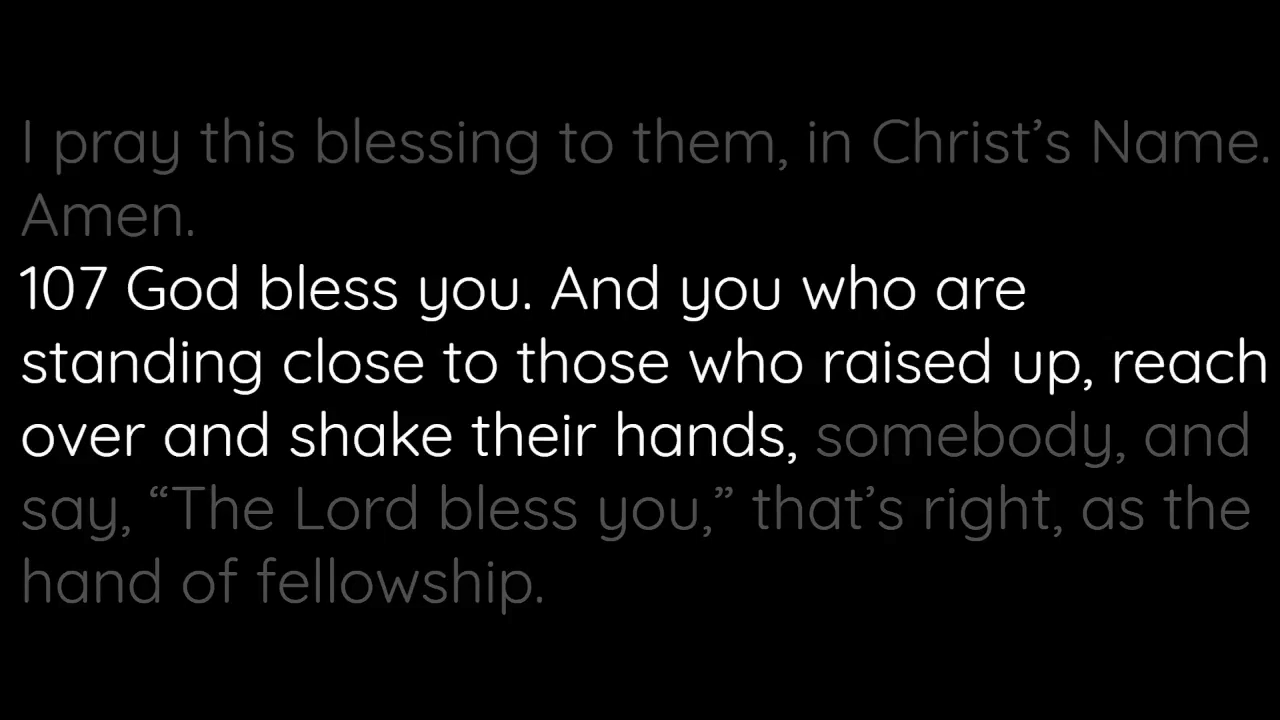 I pray this blessing to them, in Christ’s Name.
Amen.
107 God bless you. And you who are
standing close to those who raised up, reach
over and shake their hands, somebody, and
say, “The Lord bless you,” that’s right, as the
hand of fellowship.